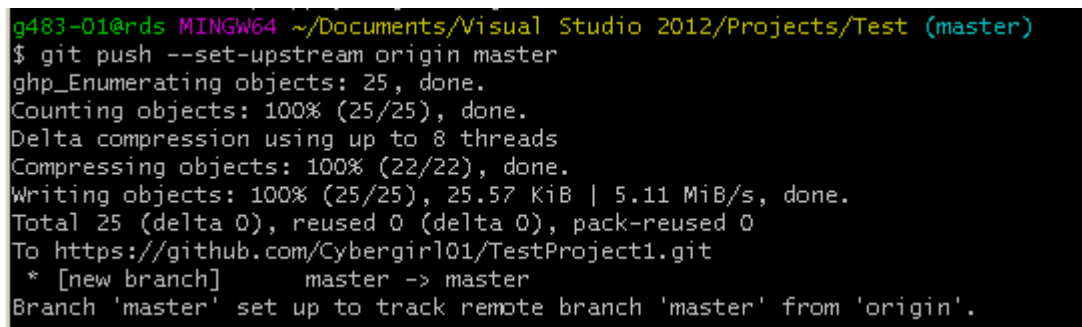 g483-01@rds MINGW64 ~/Documents/Visual Studio 2012/Projects/Test (master)
$ git push --set-upstream origin master
ghp_Enumerating objects: 25, done.
Counting objects: 100% (25/25), done.
Delta compression using up to 8 threads
Compressing objects: 100% (22/22), done.
Writing objects: 100% (25/25), 25.57 KiB | 5.11 MiB/s, done.
Total 25 (delta 0), reused 0 (delta 0), pack-reused 0
To https://github.com/Cybergirl01/TestProject1.git
 * [new branch]      master -> master
Branch 'master' set up to track remote branch 'master' from 'origin'.